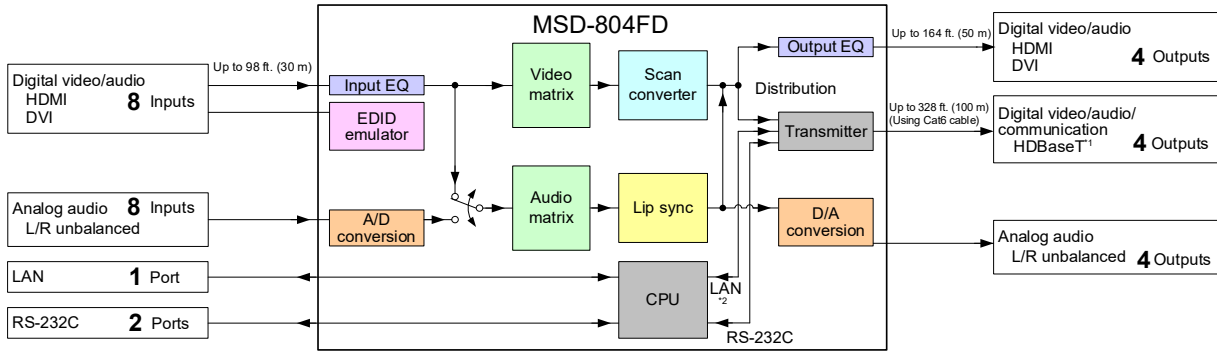 MSD-804FD
Digital video/audio
HDMI
DVI
8 Inputs
Up to 98 ft. (30 m)
Input EQ
EDID
emulator
Video
matrix
Scan
converter
Output EQ
Distribution
Transmitter
Up to 164 ft. (50 m)
Digital video/audio
HDMI
DVI
4 Outputs
Up to 328 ft. (100 m)
(Using Cat6 cable)
Digital video/audio/
communication
HDBaseT*1
4 Outputs
Analog audio
L/R unbalanced
8 Inputs
A/D
conversion
Audio
matrix
Lip sync
D/A
conversion
Analog audio
L/R unbalanced
4 Outputs
LAN
1 Port
CPU
LAN
*2
RS-232C
2 Ports
RS-232C